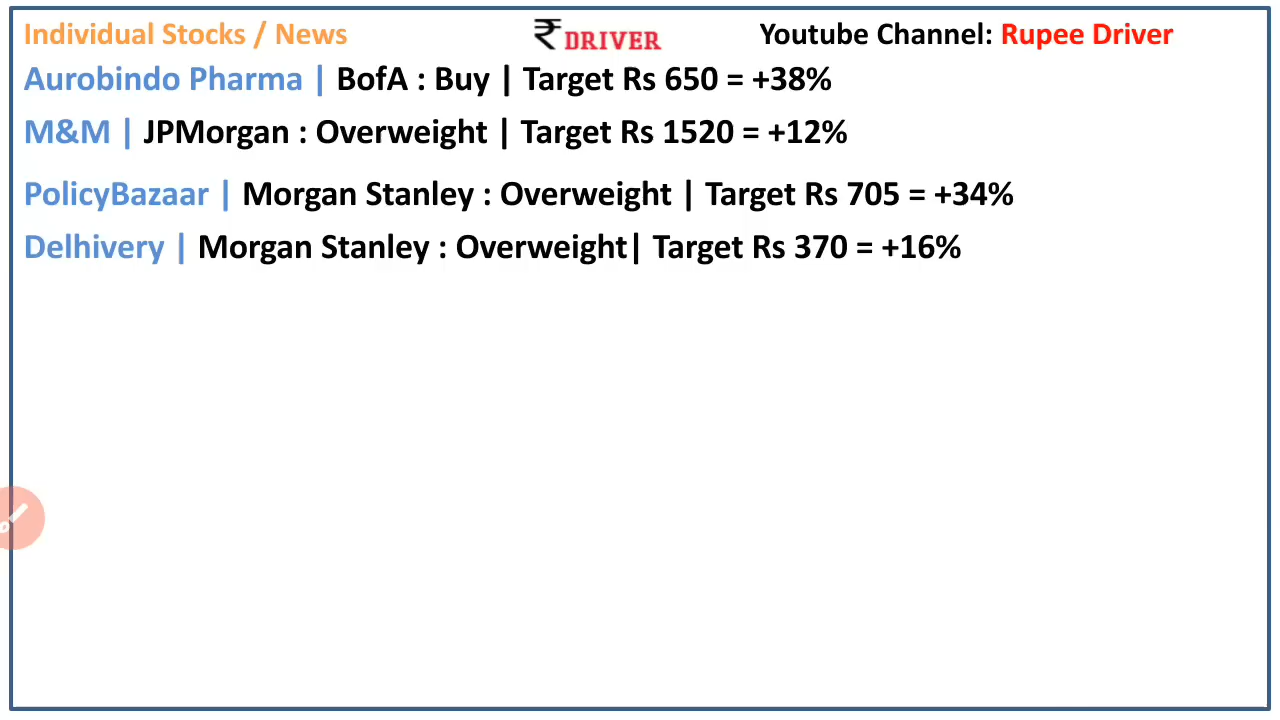 Individual Stocks / News ₹ DRIVER Youtube Channel: Rupee Driver
Aurobindo Pharma | BofA : Buy | Target Rs 650 = +38%
M&M | JPMorgan : Overweight | Target Rs 1520 = +12%
PolicyBazaar | Morgan Stanley : Overweight | Target Rs 705 = +34%
Delhivery | Morgan Stanley : Overweight| Target Rs 370 = +16%